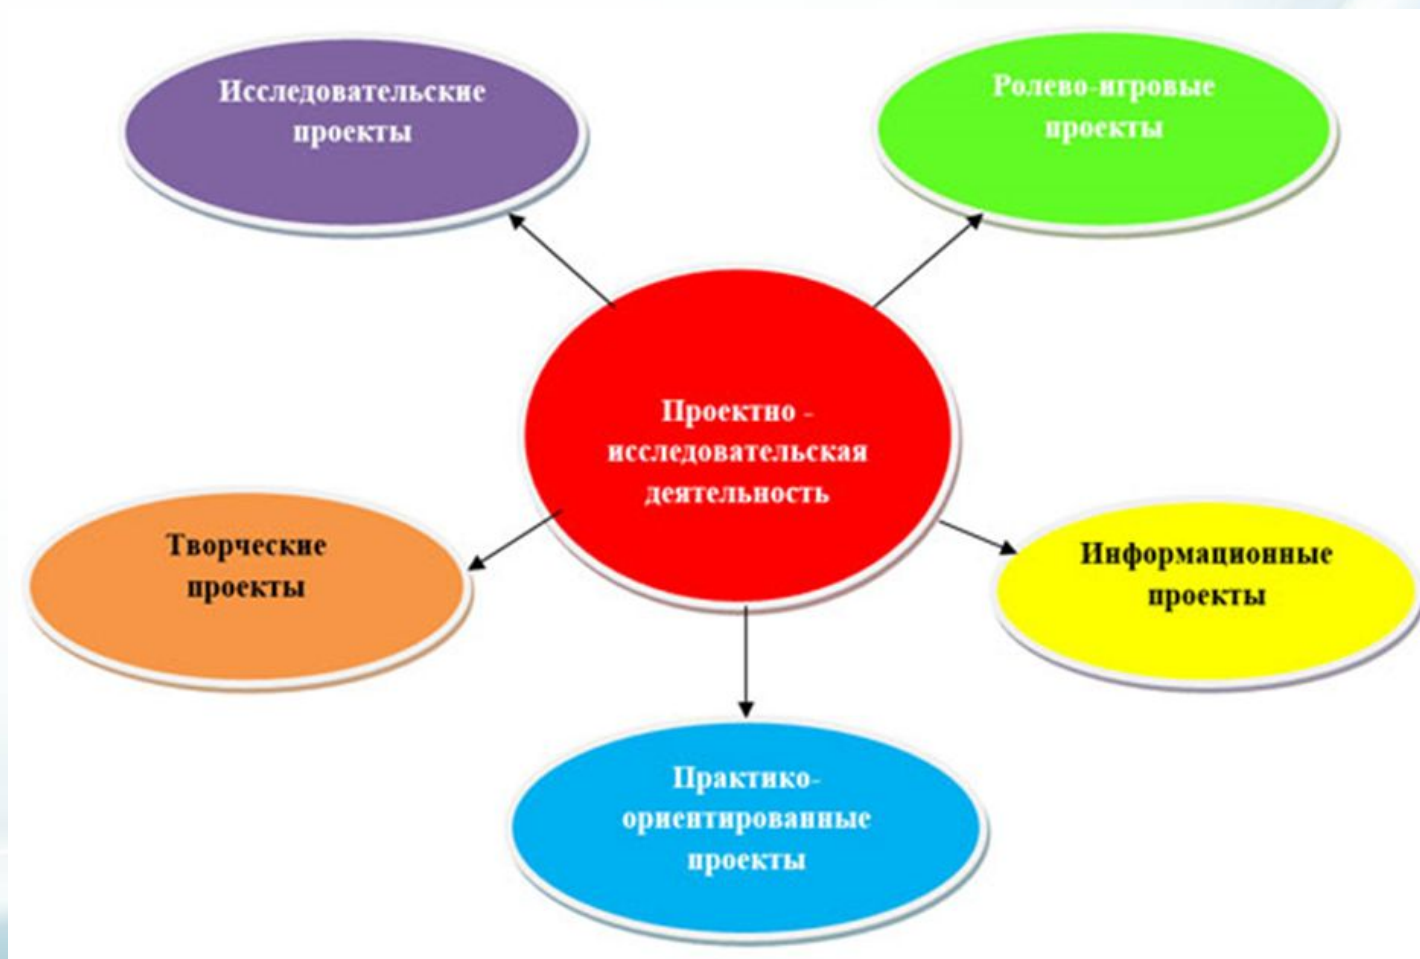 Исследовательские
проекты
Ролево-игровые
проекты
Проектно -
исследовательская
деятельность
Творческие
проекты
Информационные
проекты
Практико-
ориентированные
проекты